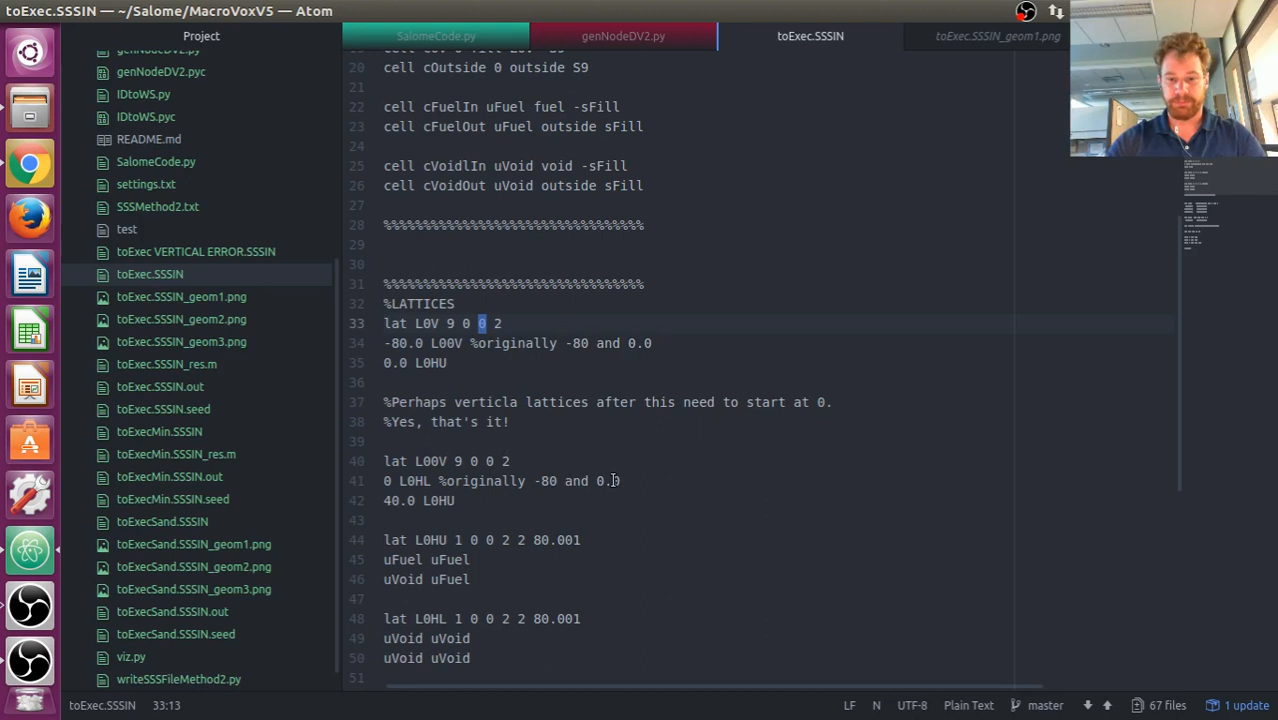 toExec.SSSIN — ~/Salome/MacroVoxV5 — Atom
Project
SalomeCode.py
genNodeDV2.py
toExec.SSSIN
toExec.SSSIN_geom1.png
genNodeDV2.py
genNodeDV2.pyc
IDtoWS.py
IDtoWS.pyc
README.md
SalomeCode.py
settings.txt
SSSMethod2.txt
test
toExec VERTICAL ERROR.SSSIN
toExec.SSSIN
toExec.SSSIN_geom1.png
toExec.SSSIN_geom2.png
toExec.SSSIN_geom3.png
toExec.SSSIN_res.m
toExec.SSSIN.out
toExec.SSSIN.seed
toExecMin.SSSIN
toExecMin.SSSIN_res.m
toExecMin.SSSIN.out
toExecMin.SSSIN.seed
toExecSand.SSSIN
toExecSand.SSSIN_geom1.png
toExecSand.SSSIN_geom2.png
toExecSand.SSSIN_geom3.png
toExecSand.SSSIN.out
toExecSand.SSSIN.seed
viz.py
writeSSSFileMethod2.py
20 cell cOutside 0 outside S9
21
22 cell cFuelIn uFuel fuel -sFill
23 cell cFuelOut uFuel outside sFill
24
25 cell cVoidlIn uVoid void -sFill
26 cell cVoidOut uVoid outside sFill
27
28 %%%%%%%%%%%%%%%%%%%%%%%%%%%%%%%%%
29
30
31 %%%%%%%%%%%%%%%%%%%%%%%%%%%%%%%%%
32 %LATTICES
33 lat L0V 9 0 0 2
34 -80.0 L00V %originally -80 and 0.0
35 0.0 L0HU
36
37 %Perhaps verticla lattices after this need to start at 0.
38 %Yes, that's it!
39
40 lat L00V 9 0 0 2
41 0 L0HL %originally -80 and 0.0
42 40.0 L0HU
43
44 lat L0HU 1 0 0 2 2 80.001
45 uFuel uFuel
46 uVoid uFuel
47
48 lat L0HL 1 0 0 2 2 80.001
49 uVoid uVoid
50 uVoid uVoid
51
toExec.SSSIN 33:13 LF N UTF-8 Plain Text master 67 files 1 update